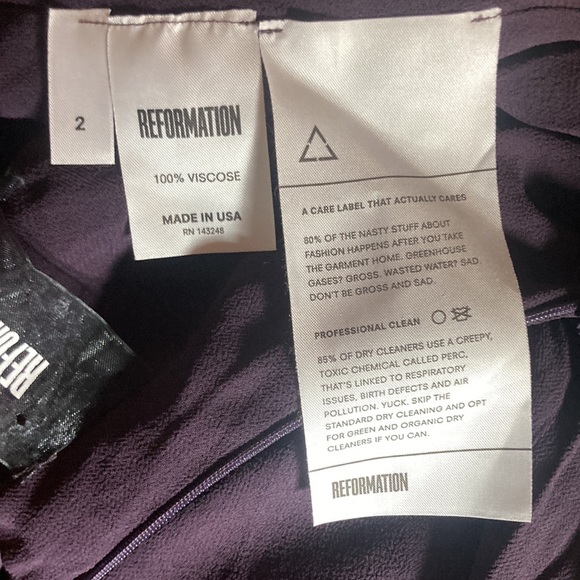 2
REFORMATION
100% VISCOSE
MADE IN USA
RN 143248
A CARE LABEL THAT ACTUALLY CARES
80% OF THE NASTY STUFF ABOUT
FASHION HAPPENS AFTER YOU TAKE
THE GARMENT HOME. GREENHOUSE
GASES? GROSS. WASTED WATER? SAD.
DON'T BE GROSS AND SAD.
PROFESSIONAL CLEAN
85% OF DRY CLEANERS USE A CREEPY,
TOXIC CHEMICAL CALLED PERC,
THAT'S LINKED TO RESPIRATORY
ISSUES, BIRTH DEFECTS AND AIR
POLLUTION. YUCK. SKIP THE
STANDARD DRY CLEANING AND OPT
FOR GREEN AND ORGANIC DRY
CLEANERS IF YOU CAN.
REFORMATION
REFOR